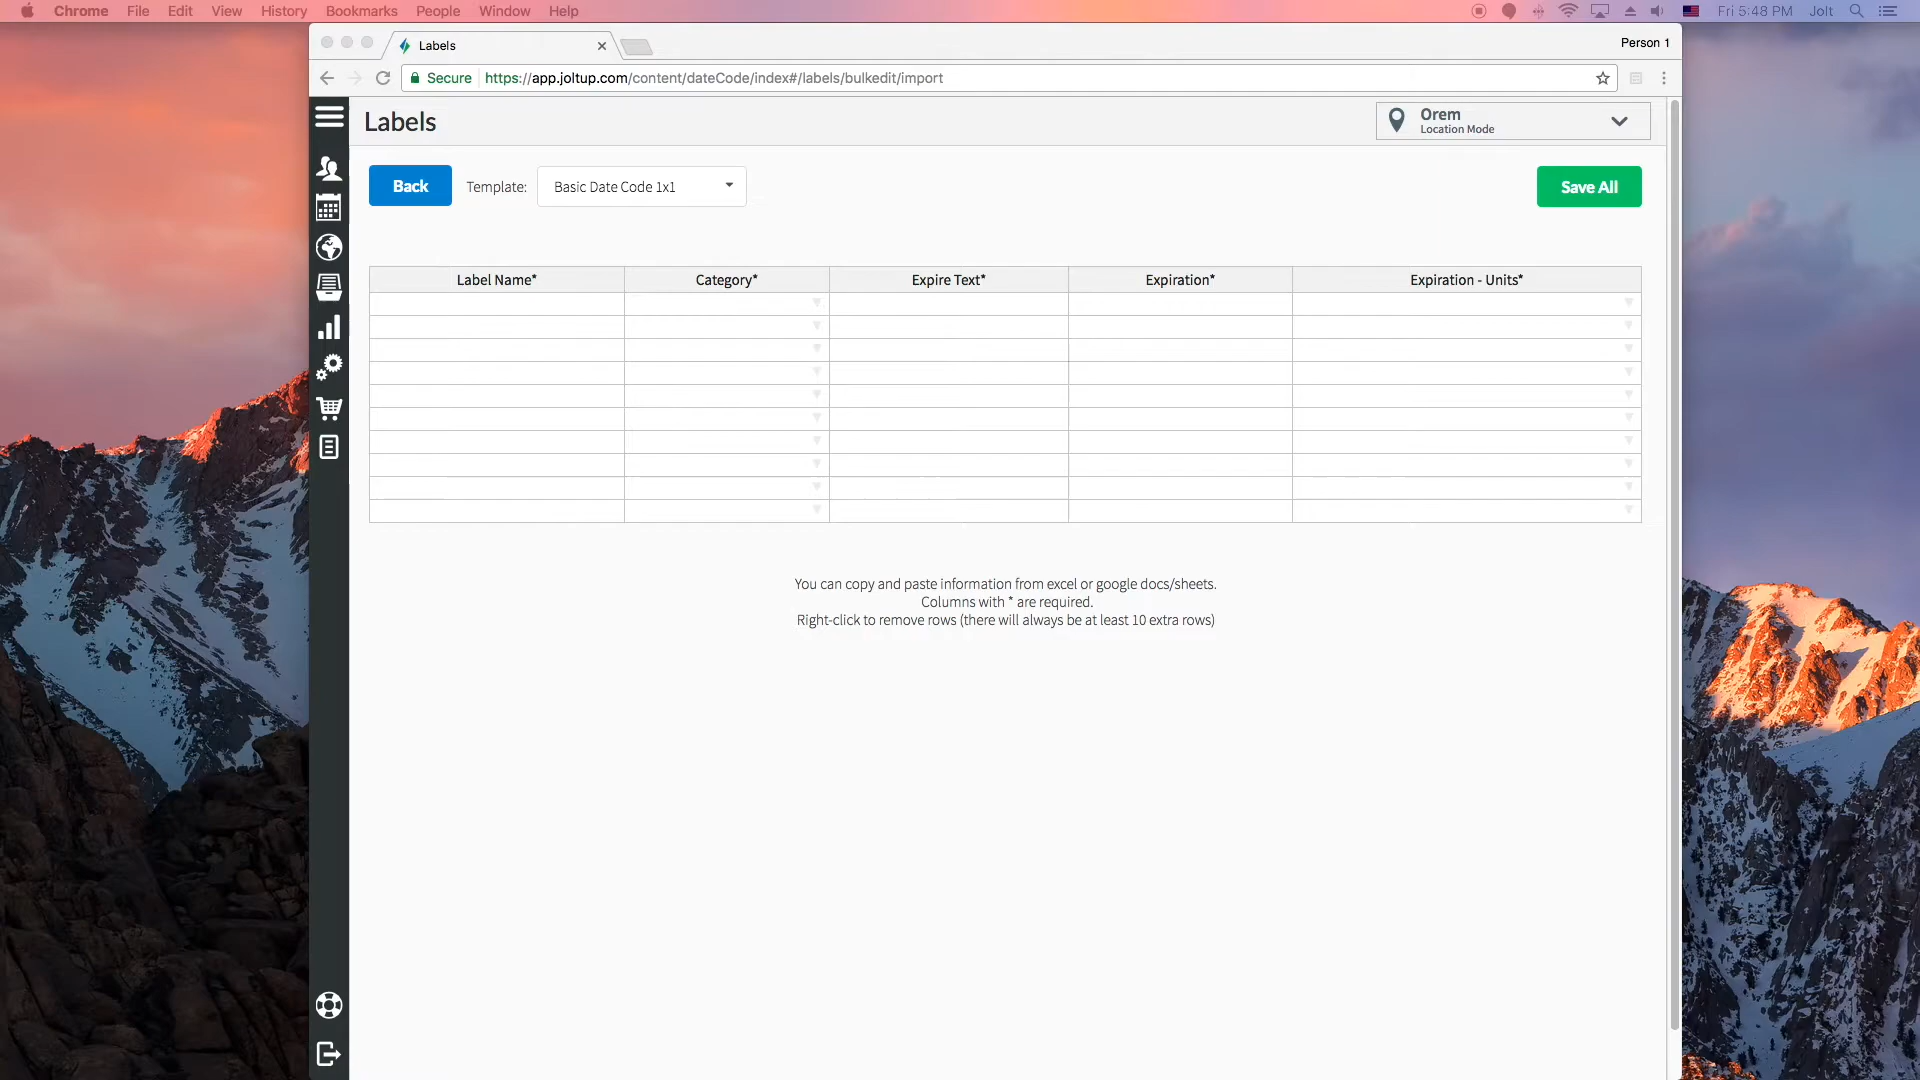 Chrome File Edit View History Bookmarks People Window Help Fri 5:48 PM Jolt
Labels Person 1
Secure https://app.joltup.com/content/dateCode/index#/labels/bulkedit/import
Labels
Orem
Location Mode
Back Template: Basic Date Code 1x1 Save All
Label Name* Category* Expire Text* Expiration* Expiration - Units*
You can copy and paste information from excel or google docs/sheets.
Columns with * are required.
Right-click to remove rows (there will always be at least 10 extra rows)